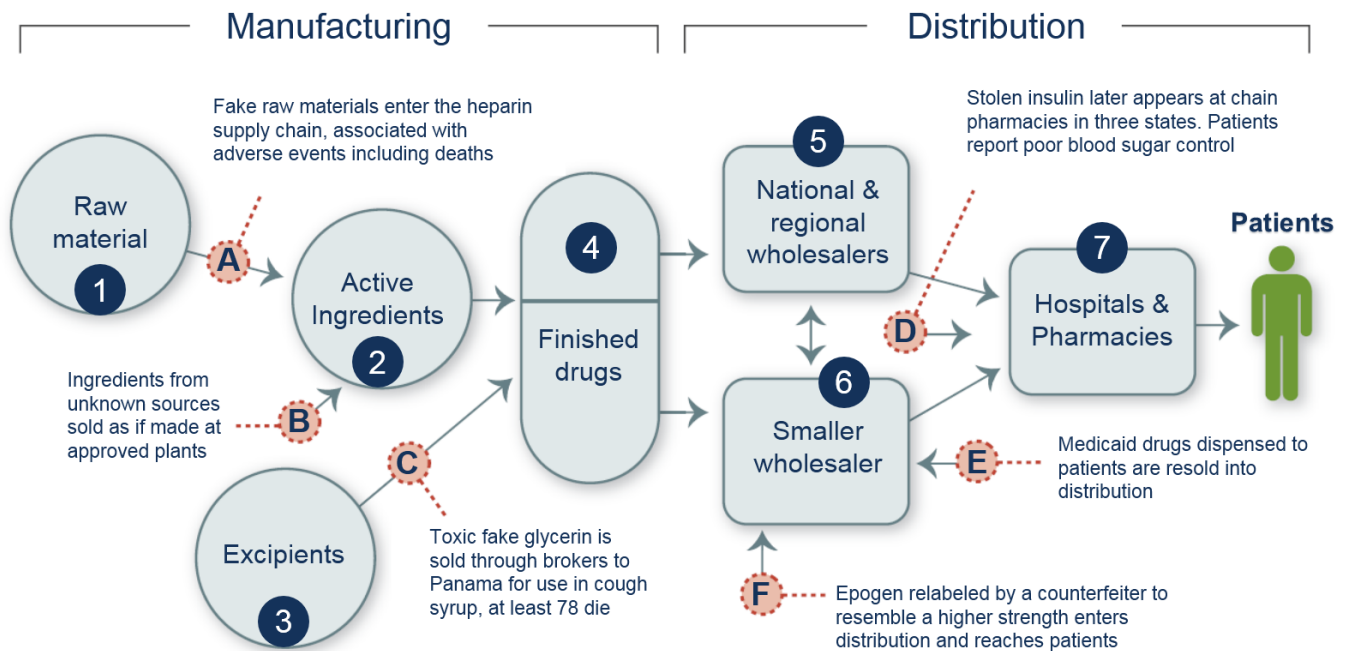 Manufacturing
Distribution
Fake raw materials enter the heparin
supply chain, associated with
adverse events including deaths
Stolen insulin later appears at chain
pharmacies in three states. Patients
report poor blood sugar control
Raw
material
1
A
Active
Ingredients
2
Ingredients from
unknown sources
sold as if made at
approved plants
B
Excipients
3
C
Toxic fake glycerin is
sold through brokers to
Panama for use in cough
syrup, at least 78 die
4
Finished
drugs
5
National &
regional
wholesalers
D
6
Smaller
wholesaler
7
Hospitals &
Pharmacies
Patients
E
Medicaid drugs dispensed to
patients are resold into
distribution
F
Epogen relabeled by a counterfeiter to
resemble a higher strength enters
distribution and reaches patients